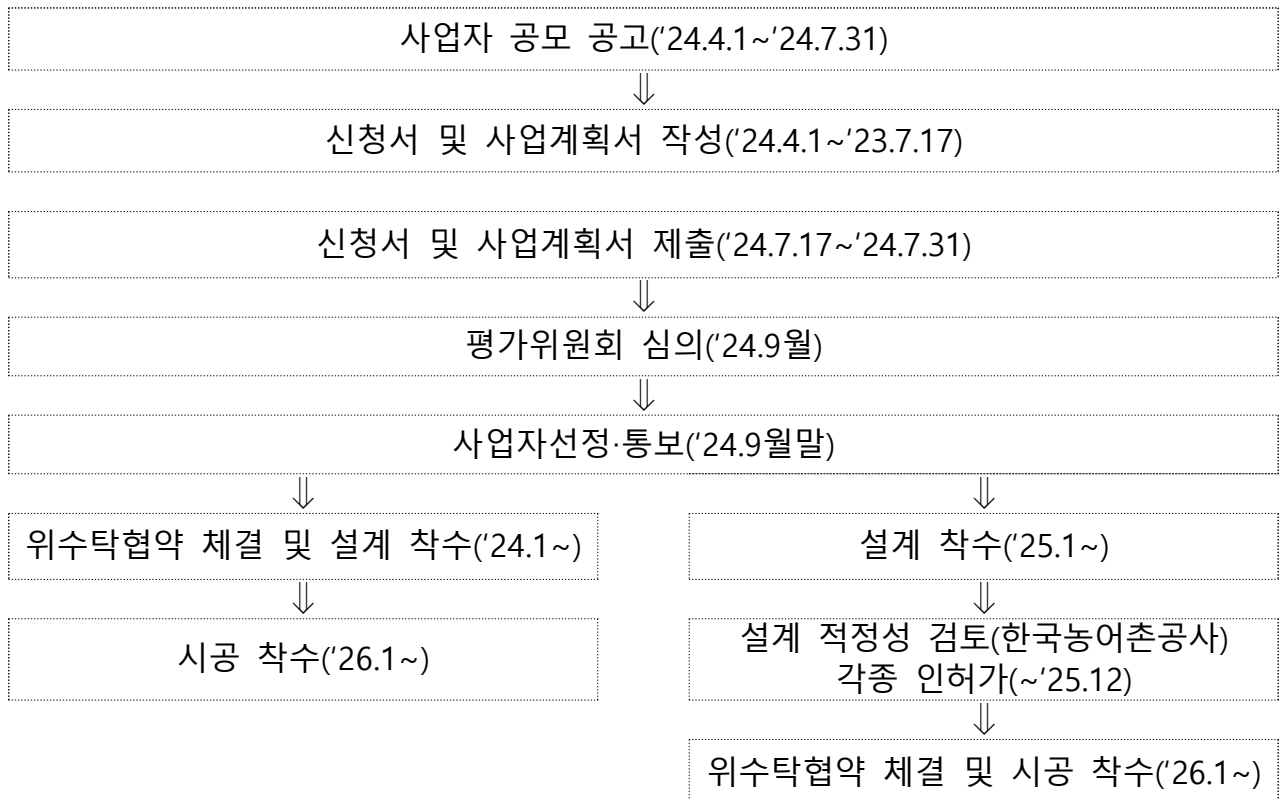 사업자 공모 공고('24.4.1~'24.7.31)
⇓
신청서 및 사업계획서 작성('24.4.1~'23.7.17)
신청서 및 사업계획서 제출('24.7.17~'24.7.31)
⇓
평가위원회 심의('24.9월)
⇓
사업자선정·통보('24.9월말)
⇓ ⇓
위수탁협약 체결 및 설계 착수('24.1~)
설계 착수('25.1~)
⇓ ⇓
시공 착수('26.1~)
설계 적정성 검토(한국농어촌공사)
각종 인허가(~'25.12)
⇓
위수탁협약 체결 및 시공 착수('26.1~)